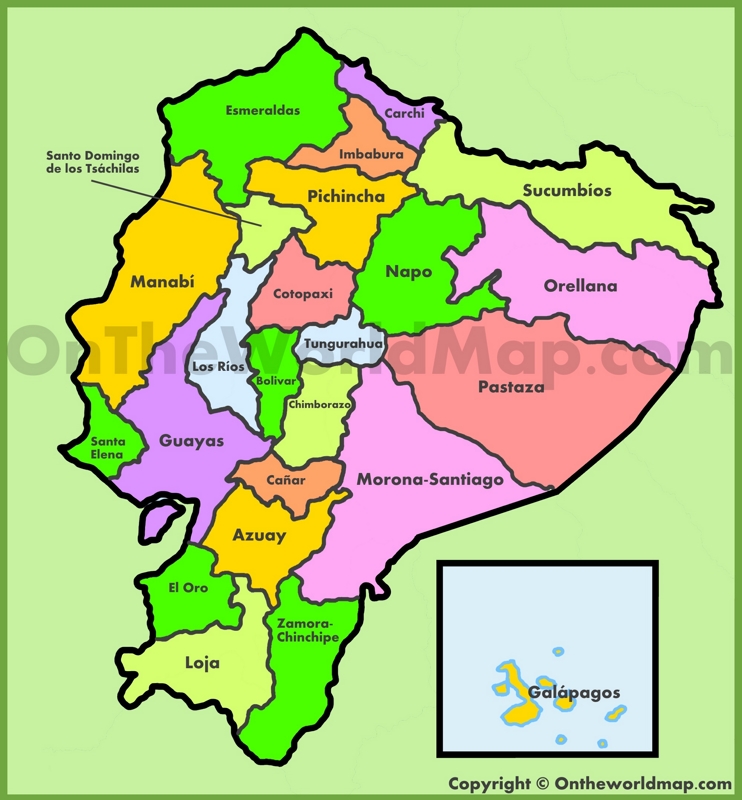 Esmeraldas
Carchi
Imbabura
Santo Domingo
de los Tsáchilas
Pichincha
Sucumbíos
Manabí
Napo
Orellana
Cotopaxi
OnTheWorldMap.com
Tungurahua
Los Ríos
Bolivar
Pastaza
Chimborazo
Santa
Elena
Guayas
Cañar
Morona-Santiago
Azuay
El Oro
Zamora-
Chinchipe
Loja
Galápagos
Copyright © Ontheworldmap.com